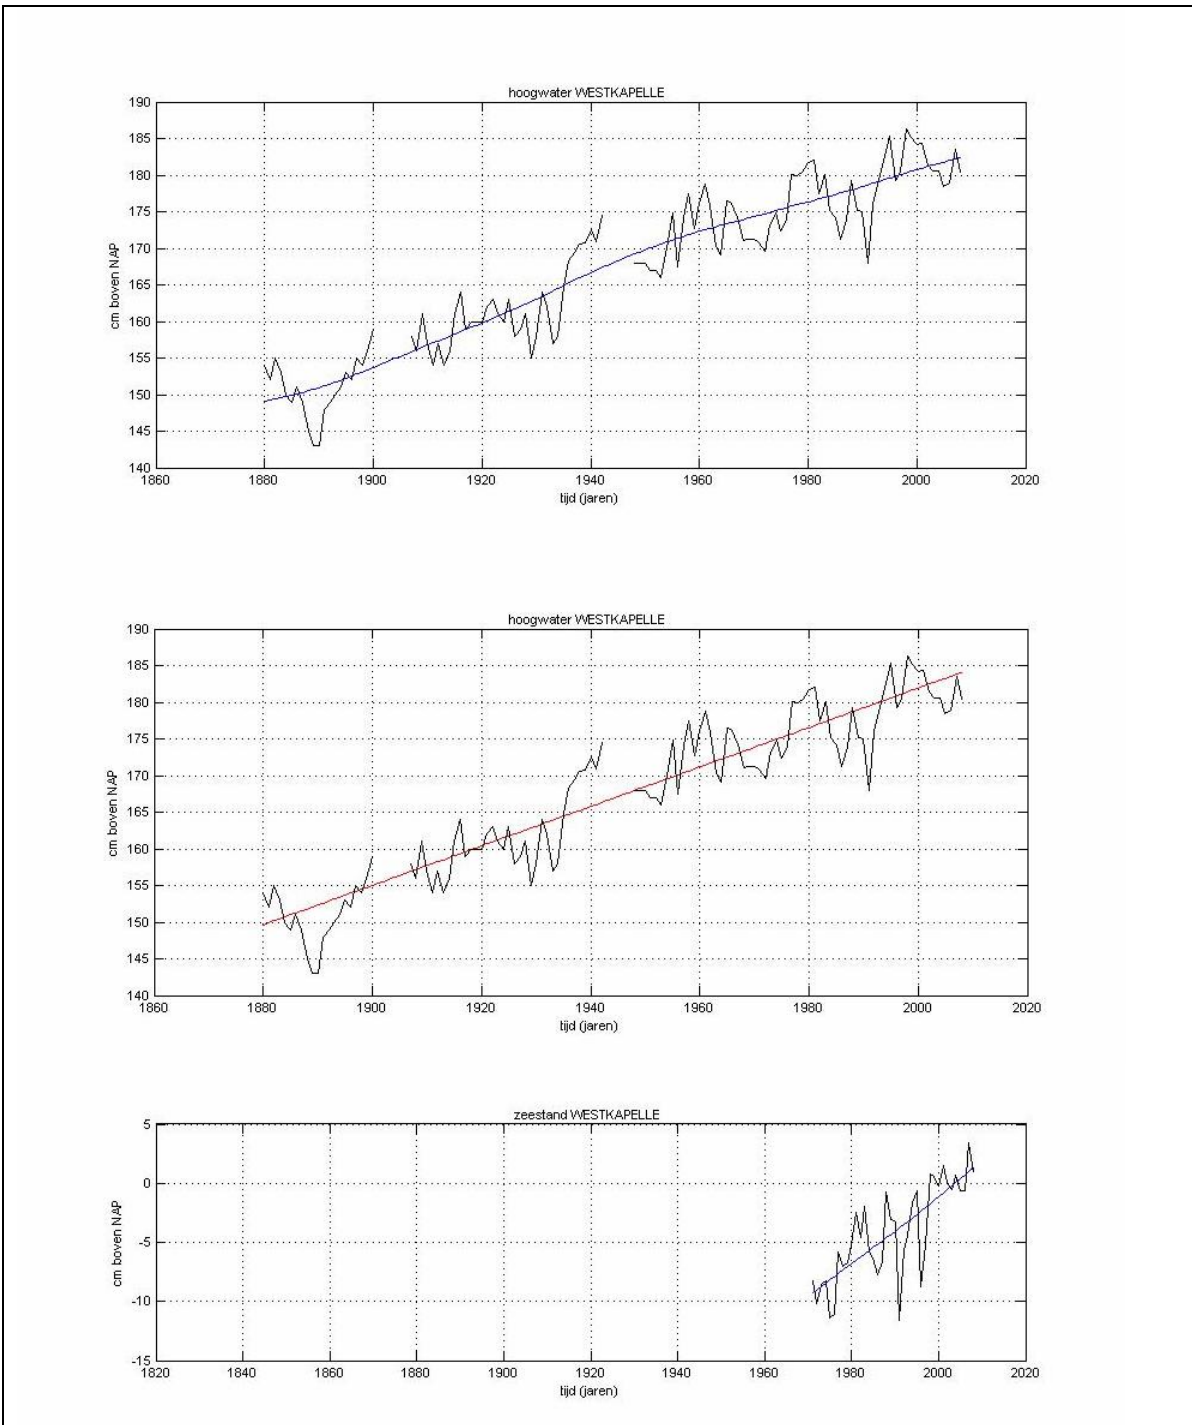 hoogwater WESTKAPELLE
190
185
180
175
170
165
160
155
150
145
140
cm boven NAP
1860 1880 1900 1920 1940 1960 1980 2000 2020
tijd (jaren)
hoogwater WESTKAPELLE
190
185
180
175
170
165
160
155
150
145
140
cm boven NAP
1860 1880 1900 1920 1940 1960 1980 2000 2020
tijd (jaren)
zeestand WESTKAPELLE
5
0
-5
-10
-15
cm boven NAP
1820 1840 1860 1880 1900 1920 1940 1960 1980 2000 2020
tijd (jaren)